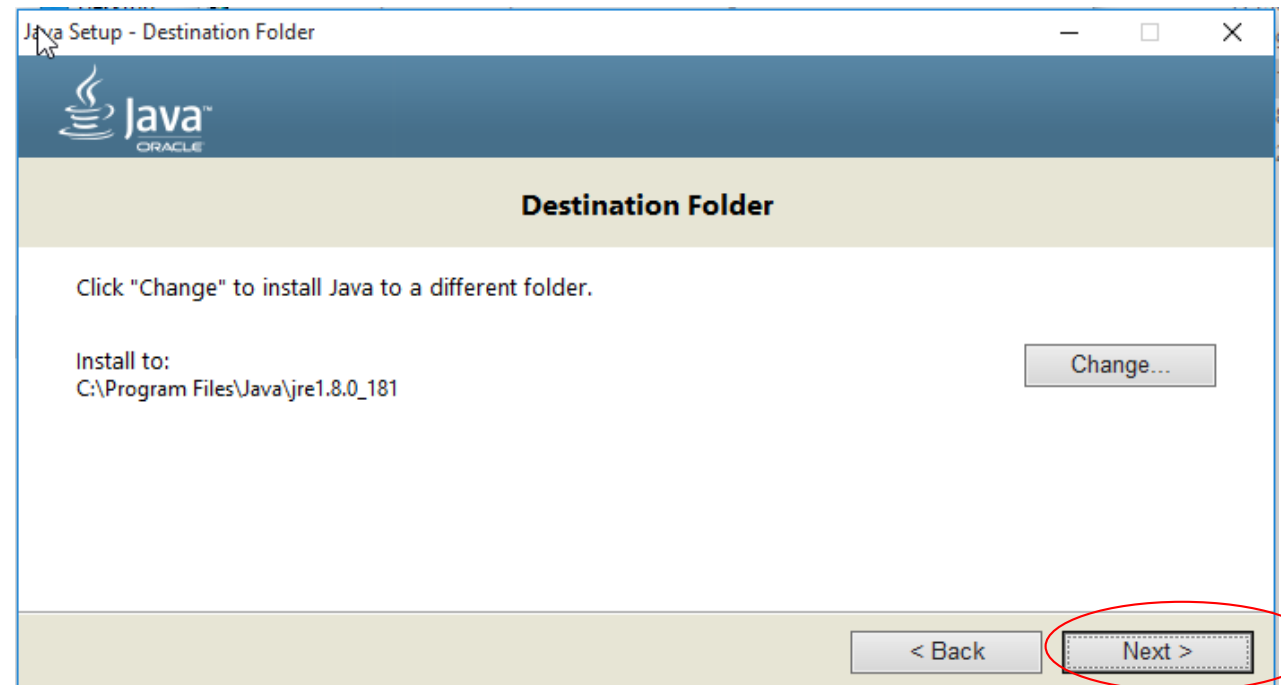 Java Setup - Destination Folder
Java™
ORACLE
Destination Folder
Click "Change" to install Java to a different folder.
Install to:
Change...
C:\Program Files\Java\jre1.8.0_181
< Back
Next >